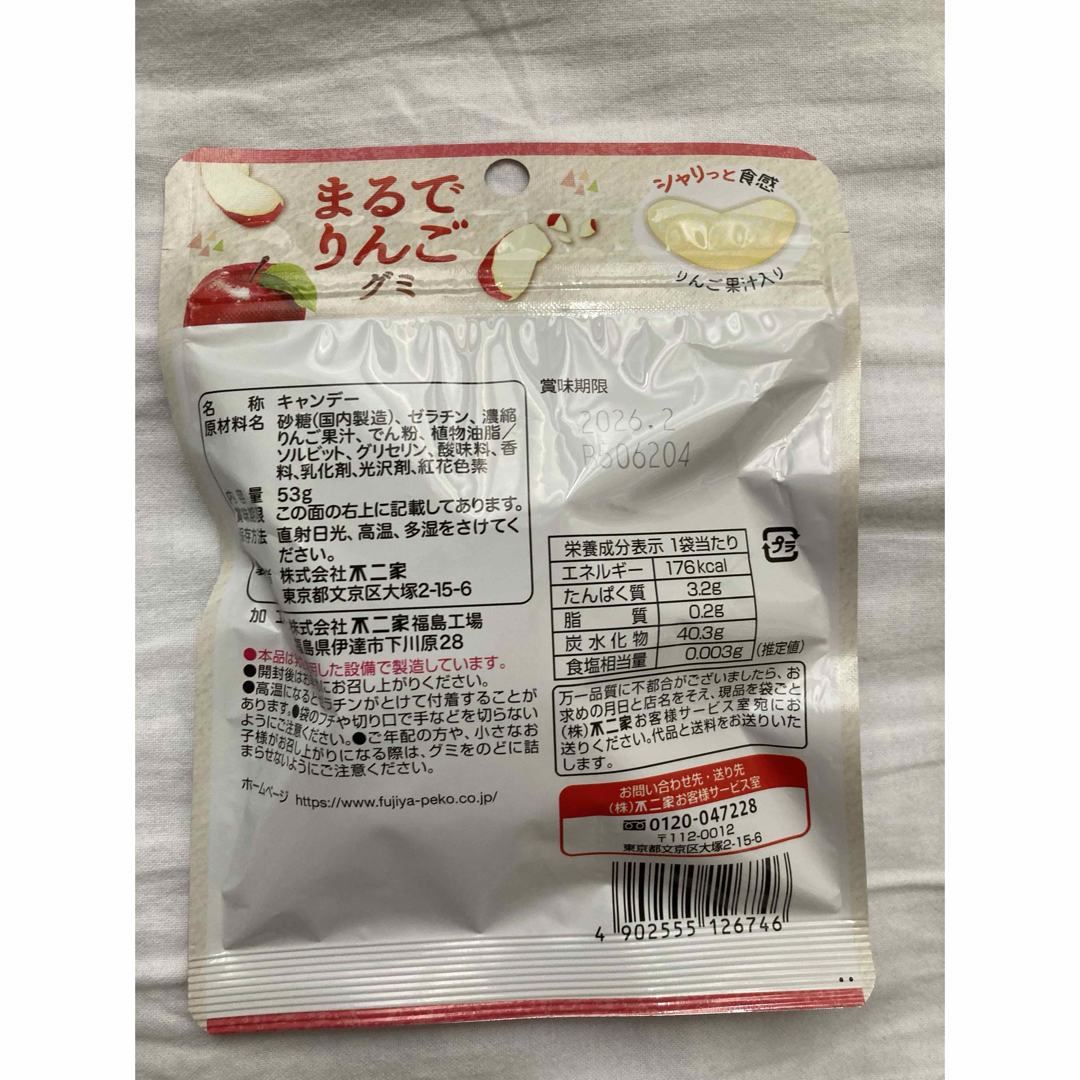 まるで
りんご
グミ
シャリっと食感
りんご果汁入り
賞味期限
2026.2
名称 キャンデー
原材料名 砂糖(国内製造)、ゼラチン、濃縮
りんご果汁、でん粉、植物油脂/
ソルビット、グリセリン、酸味料、香
料、乳化剤、光沢剤、紅花色素
内容量 53g
賞味期限 この面の右上に記載してあります。
保存方法 直射日光、高温、多湿をさけてく
ださい。
株式会社不二家
東京都文京区大塚2-15-6
加 株式会社不二家福島工場
福島県伊達市下川原28
●本品は 用した設備で製造しています。
●開封後はお にお召し上がりください。
●高温になると ラチンがとけて付着することが
あります。●袋のフチや切り口で手などを切らない
ようにご注意ください。●ご年配の方や、小さなお
子様がお召し上がりになる際は、グミをのどに詰
まらせないようにご注意ください。
ホームページ https://www.fujiya-peko.co.jp/
栄養成分表示 1袋当たり
エネルギー 176kcal
たんぱく質 3.2g
脂質 0.2g
炭水化物 40.3g
食塩相当量 0.003g (推定値)
プラ
万一品質に不都合がございましたら、お
求めの月日と店名をそえ、現品を袋ごと
(株)不二家お客様サービス室宛にお
送りください。代品と送料をお送りいた
します。
お問い合わせ先・送り先
(株)不二家お客様サービス室
0120-047228
〒112-0012
東京都文京区大塚2-15-6
4 902555 126746